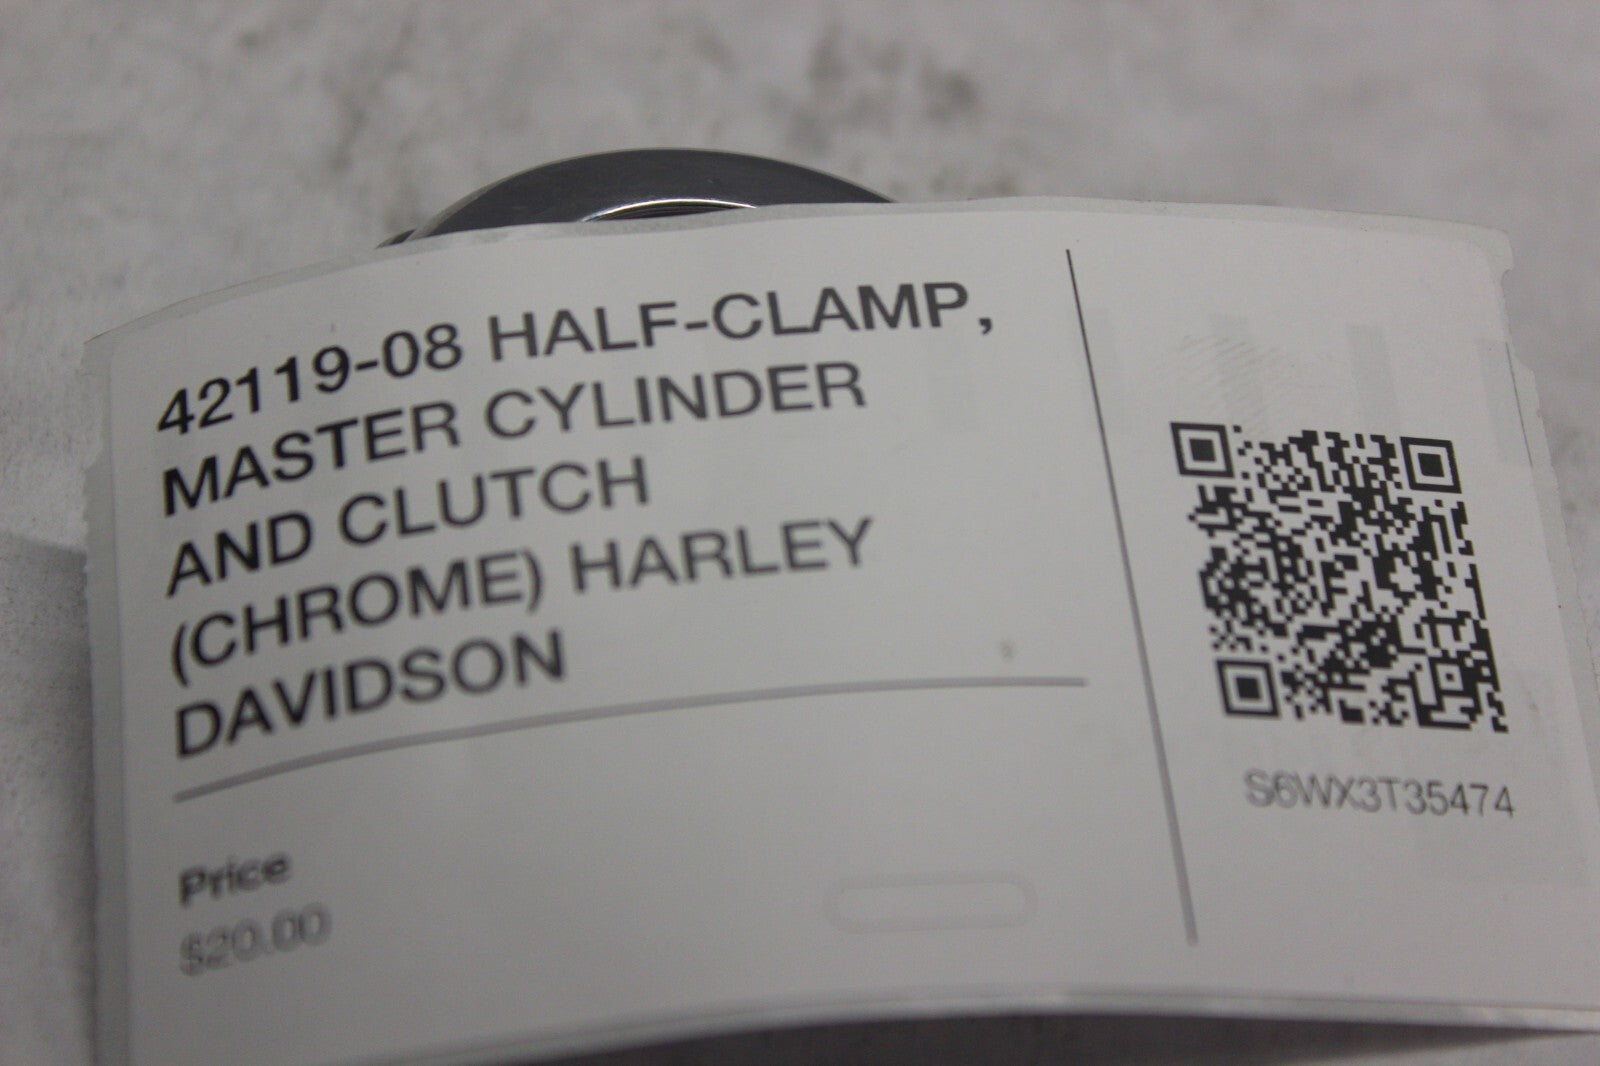 42119-08 HALF-CLAMP,
MASTER CYLINDER
AND CLUTCH
(CHROME) HARLEY
DAVIDSON
Price
$20.00
S6WX3T35474